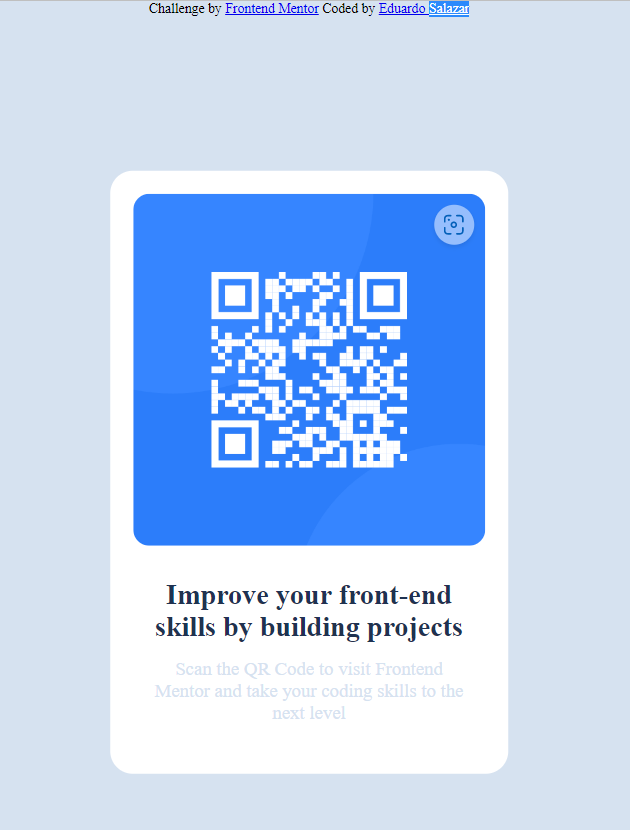 Challenge by Frontend Mentor Coded by Eduardo Salazar
Improve your front-end
skills by building projects
Scan the QR Code to visit Frontend
Mentor and take your coding skills to the
next level